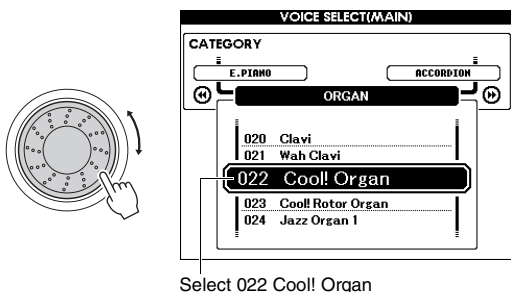 VOICE SELECT(MAIN)
CATEGORY
E.PIANO
ACCORDION
ORGAN
020 Clavi
021 Wah Clavi
022 Cool! Organ
023 Cool! Rotor Organ
024 Jazz Organ 1
Select 022 Cool! Organ